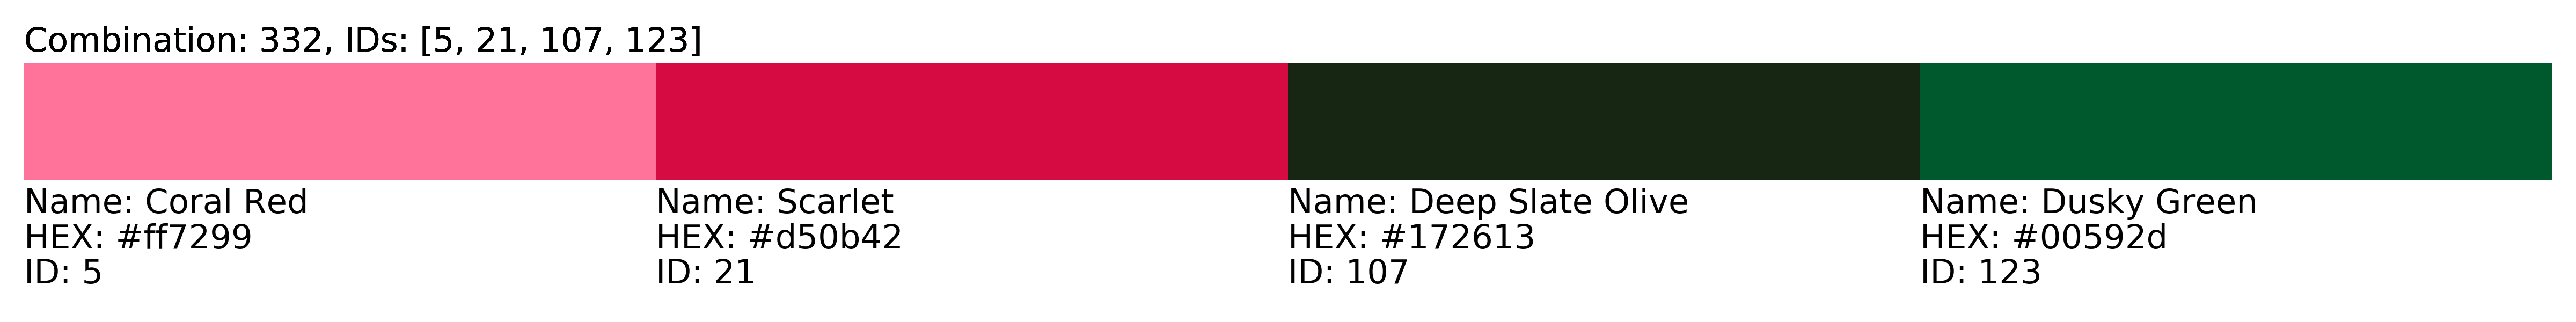 Combination: 332, IDs: [5, 21, 107, 123]
Name: Coral Red
HEX: #ff7299
ID: 5
Name: Scarlet
HEX: #d50b42
ID: 21
Name: Deep Slate Olive
HEX: #172613
ID: 107
Name: Dusky Green
HEX: #00592d
ID: 123